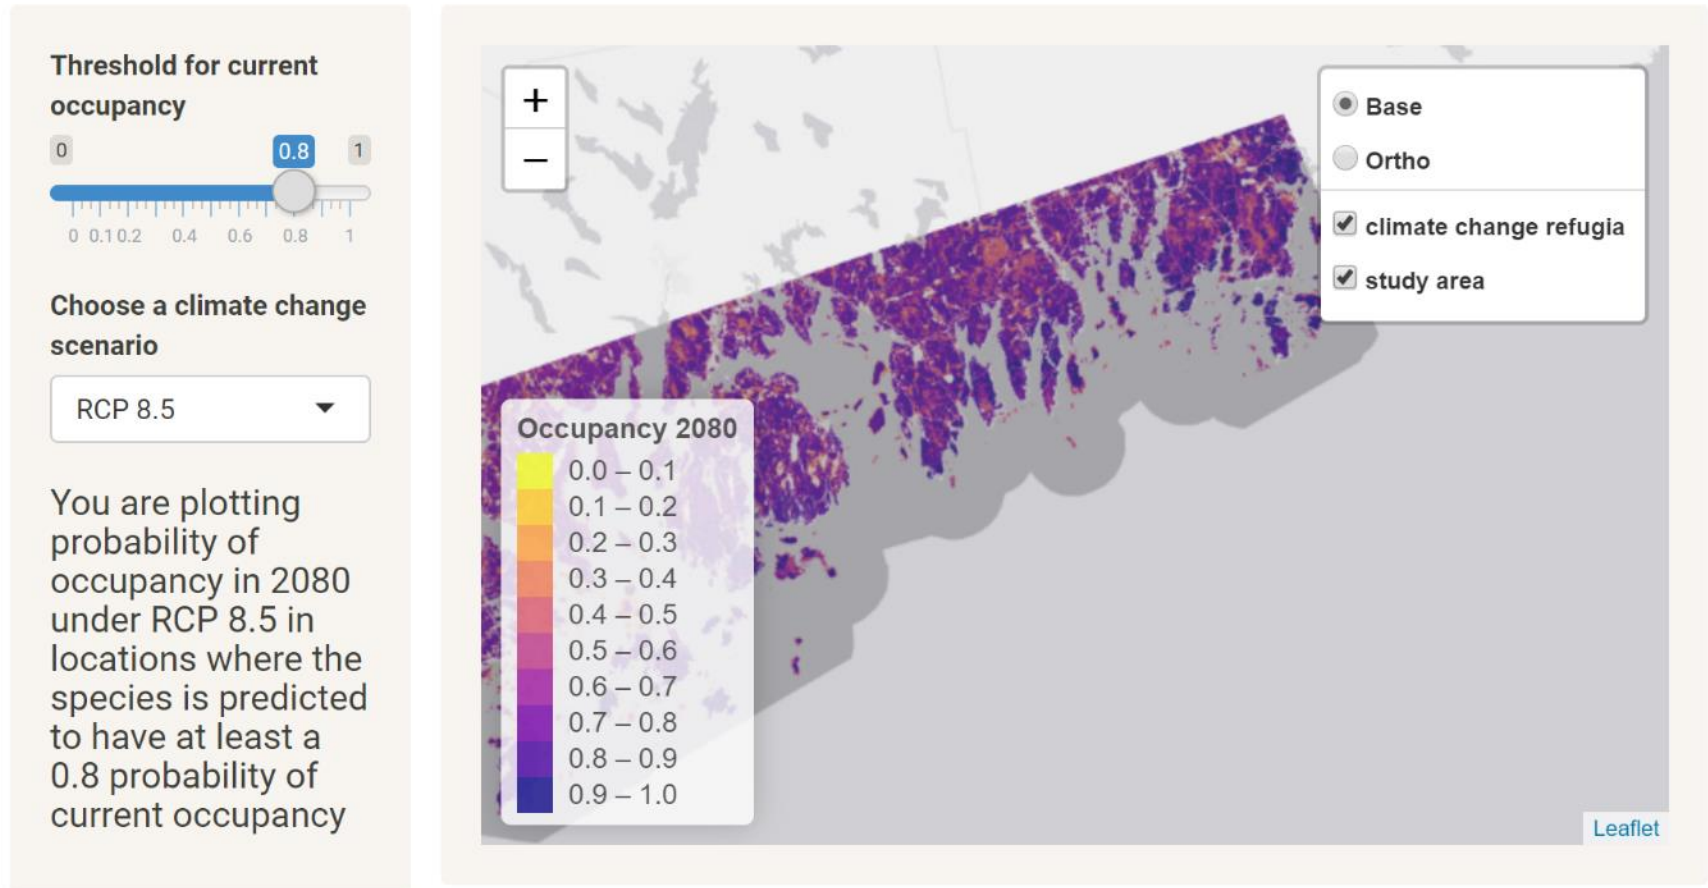 Threshold for current
occupancy
0 0.8 1
0 0.1 0.2 0.4 0.6 0.8 1
Choose a climate change
scenario
RCP 8.5
You are plotting
probability of
occupancy in 2080
under RCP 8.5 in
locations where the
species is predicted
to have at least a
0.8 probability of
current occupancy
+
−
Base
Ortho
climate change refugia
study area
Occupancy 2080
0.0 – 0.1
0.1 – 0.2
0.2 – 0.3
0.3 – 0.4
0.4 – 0.5
0.5 – 0.6
0.6 – 0.7
0.7 – 0.8
0.8 – 0.9
0.9 – 1.0
Leaflet